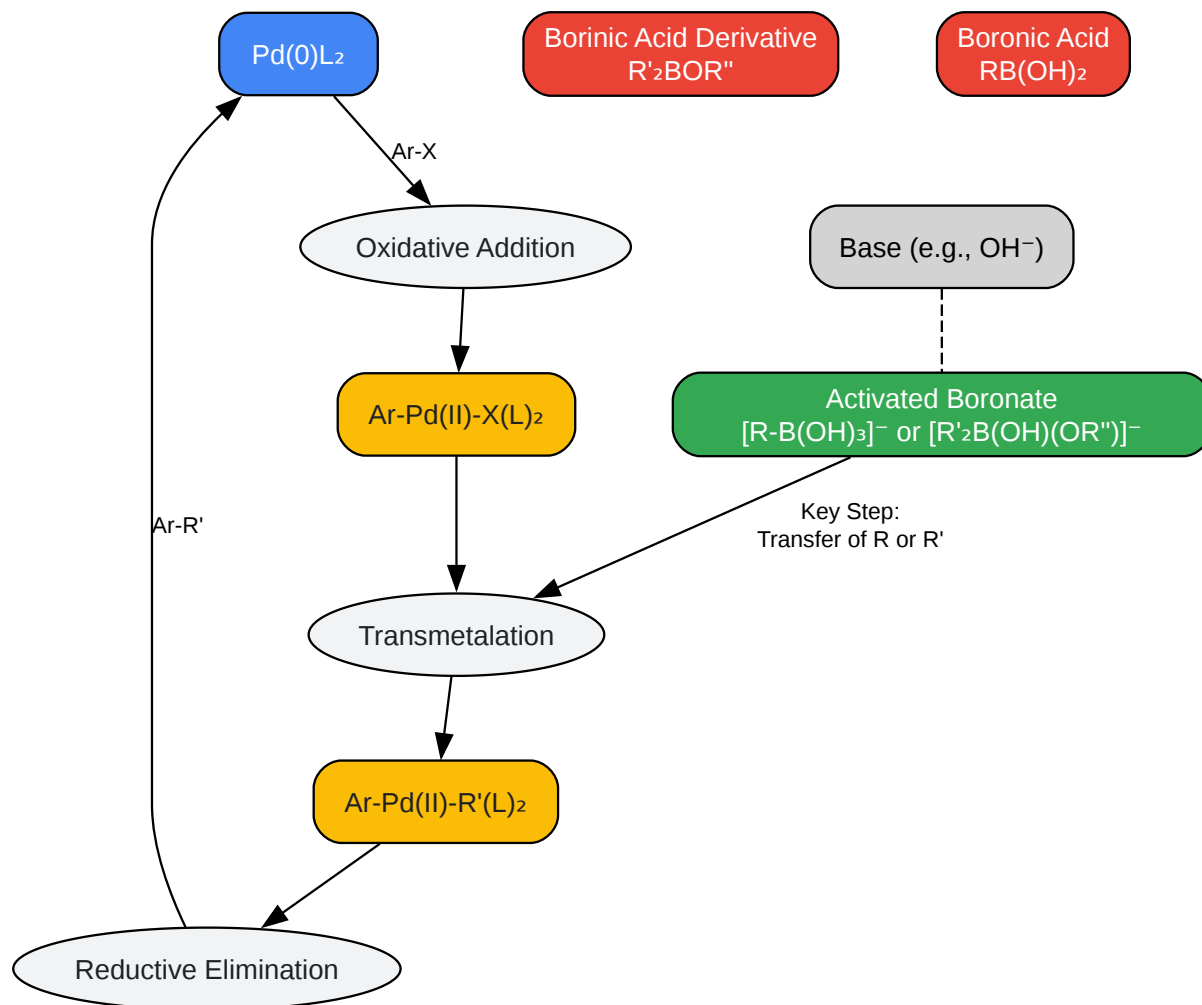 Pd(0)L₂
Borinic Acid Derivative
R'₂BOR"
Boronic Acid
RB(OH)₂
Ar-X
Oxidative Addition
Base (e.g., OH⁻)
Ar-Pd(II)-X(L)₂
Activated Boronate
[R-B(OH)₃]⁻ or [R'₂B(OH)(OR")]⁻
Key Step:
Transfer of R or R'
Ar-R'
Transmetalation
Ar-Pd(II)-R'(L)₂
Reductive Elimination